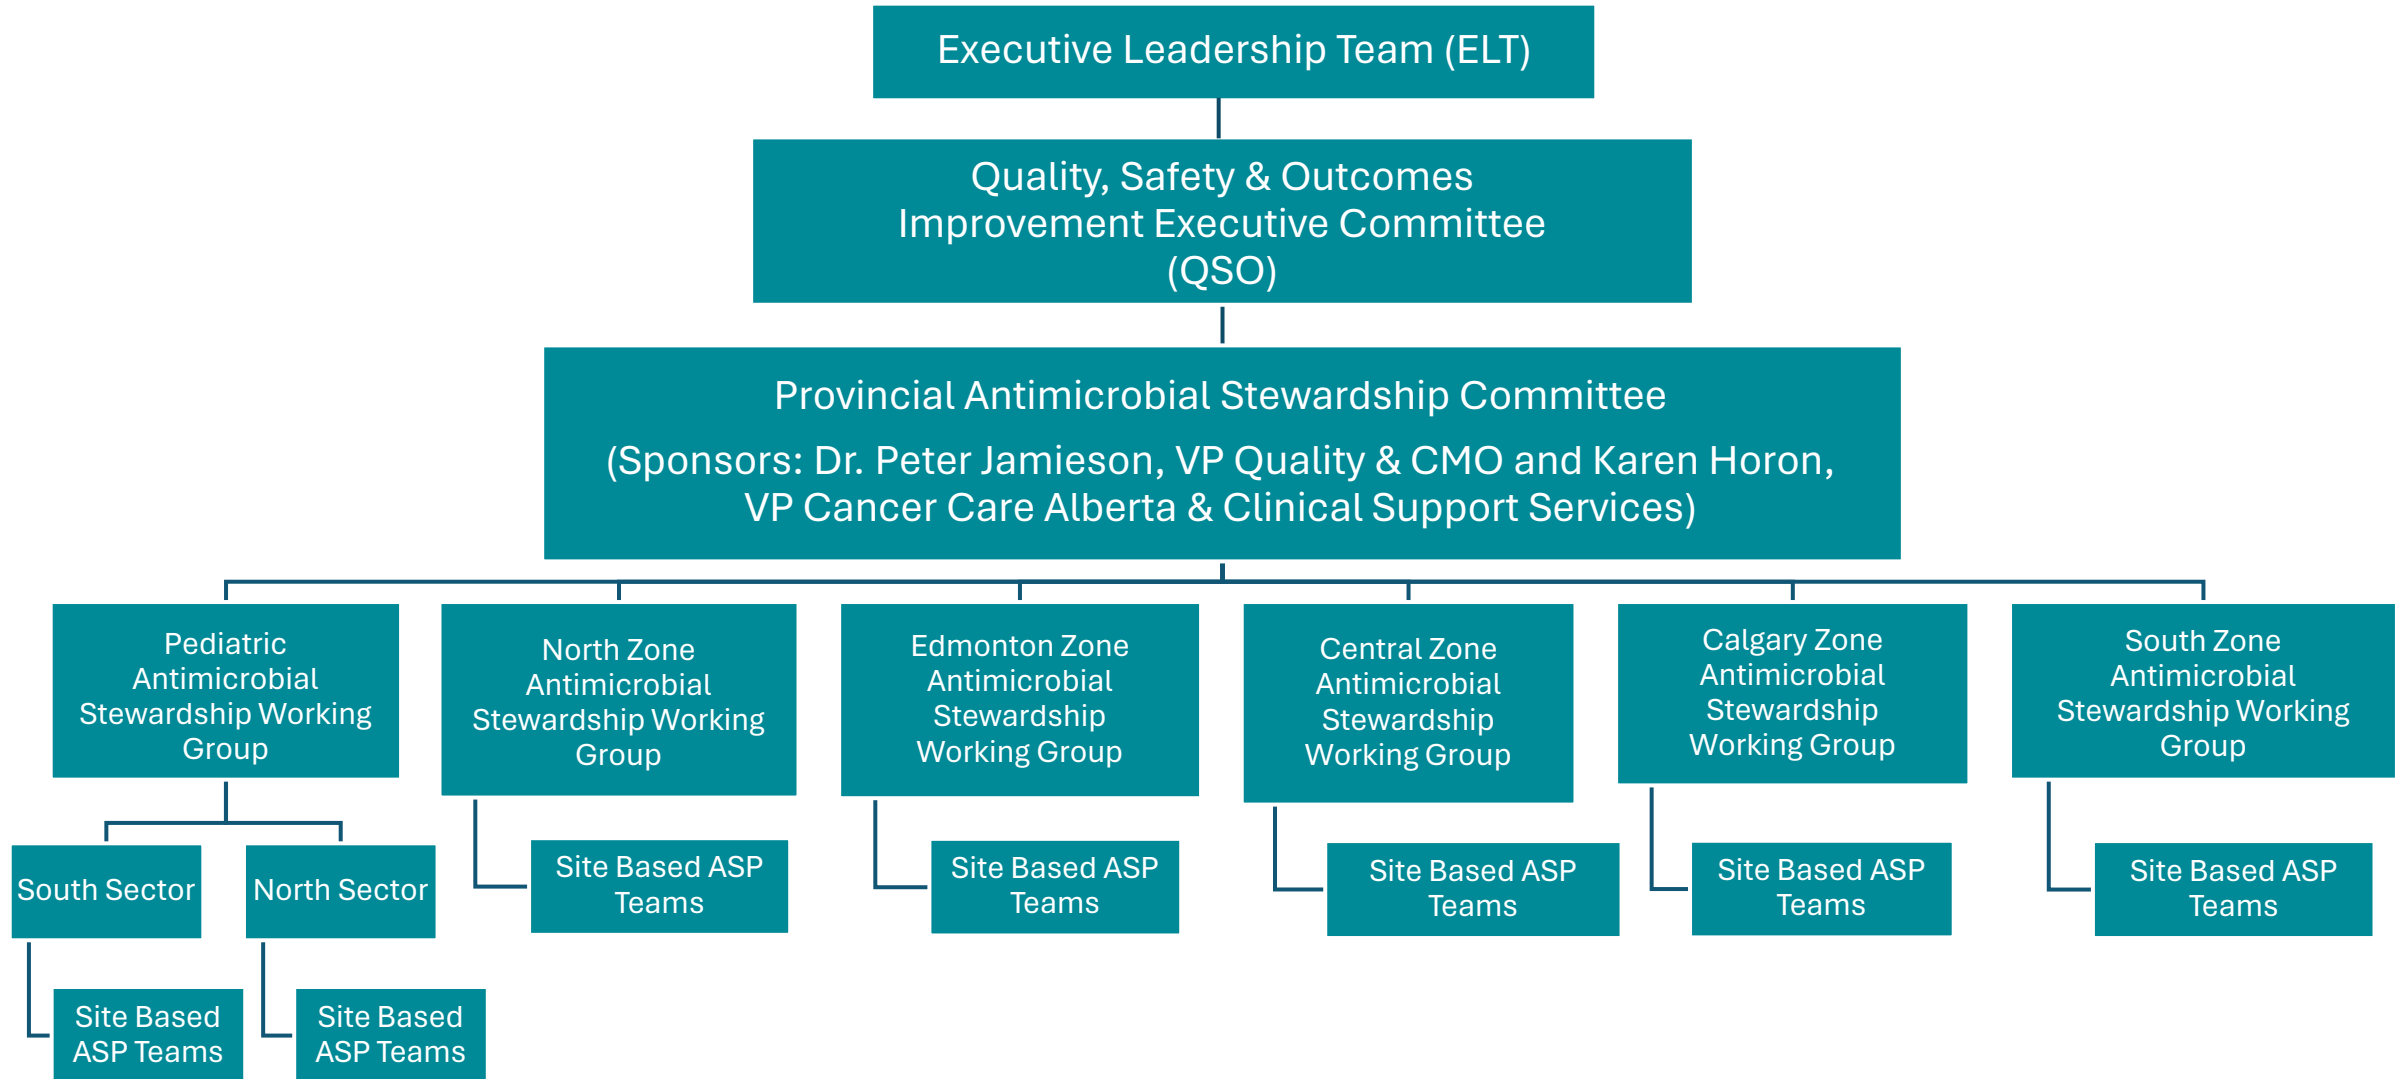 Executive Leadership Team (ELT)
Quality, Safety & Outcomes
Improvement Executive Committee
(QSO)
Provincial Antimicrobial Stewardship Committee
(Sponsors: Dr. Peter Jamieson, VP Quality & CMO and Karen Horon,
VP Cancer Care Alberta & Clinical Support Services)
Pediatric
Antimicrobial
Stewardship Working
Group
North Zone
Antimicrobial
Stewardship Working
Group
Edmonton Zone
Antimicrobial
Stewardship
Working Group
Central Zone
Antimicrobial
Stewardship
Working Group
Calgary Zone
Antimicrobial
Stewardship
Working Group
South Zone
Antimicrobial
Stewardship Working
Group
South Sector
North Sector
Site Based ASP
Teams
Site Based ASP
Teams
Site Based ASP
Teams
Site Based ASP
Teams
Site Based ASP
Teams
Site Based
ASP Teams
Site Based
ASP Teams